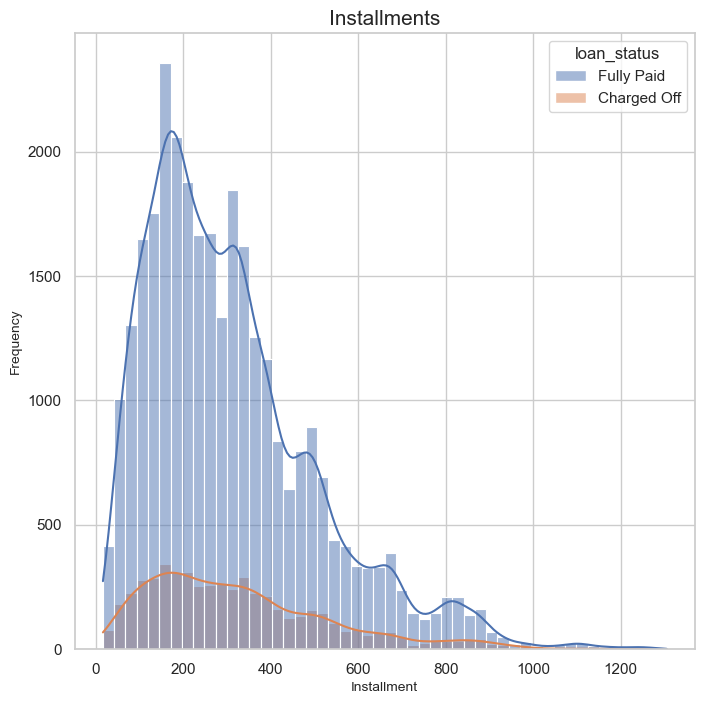 Installments
loan_status
Fully Paid
Charged Off
2000
1500
1000
500
0
Frequency
0 200 400 600 800 1000 1200
Installment